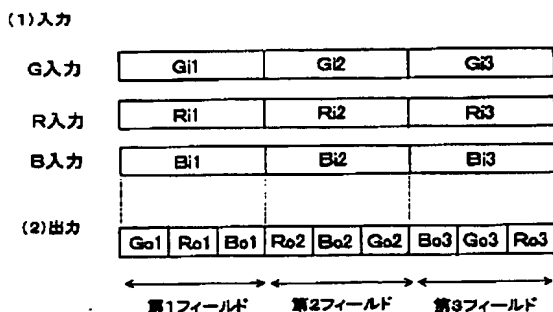 (1)入力
G入力 Gi1 Gi2 Gi3
R入力 Ri1 Ri2 Ri3
B入力 Bi1 Bi2 Bi3
(2)出力 Go1 Ro1 Bo1 Ro2 Bo2 Go2 Bo3 Go3 Ro3
第1フィールド 第2フィールド 第3フィールド